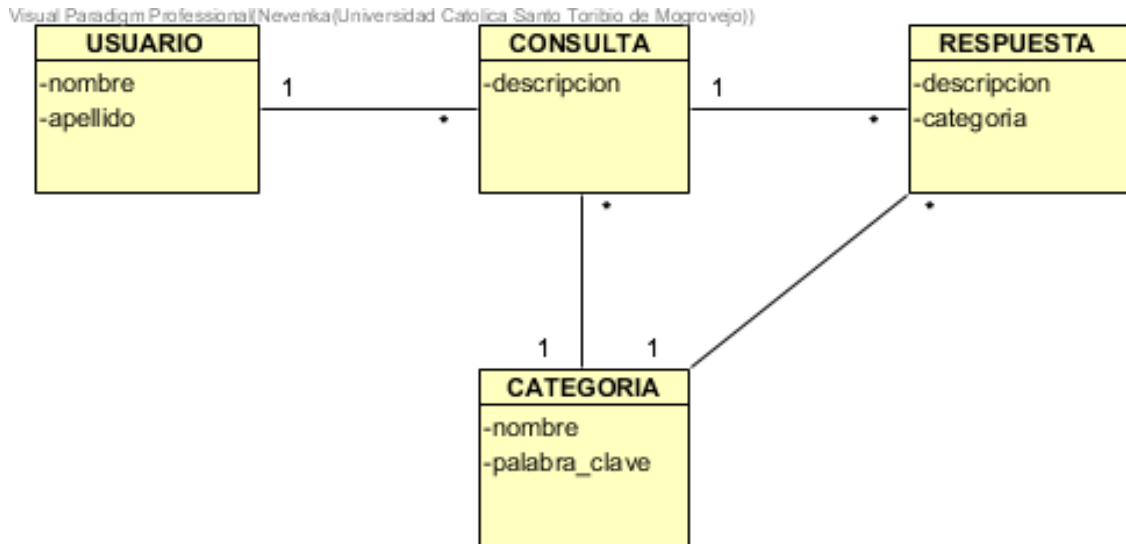 Visual Paradigm Professional(Nevenka(Universidad Catolica Santo Toribio de Mogrovejo))
USUARIO
-nombre
-apellido
1
*
CONSULTA
-descripcion
1
*
RESPUESTA
-descripcion
-categoria
*
*
1
1
CATEGORIA
-nombre
-palabra_clave